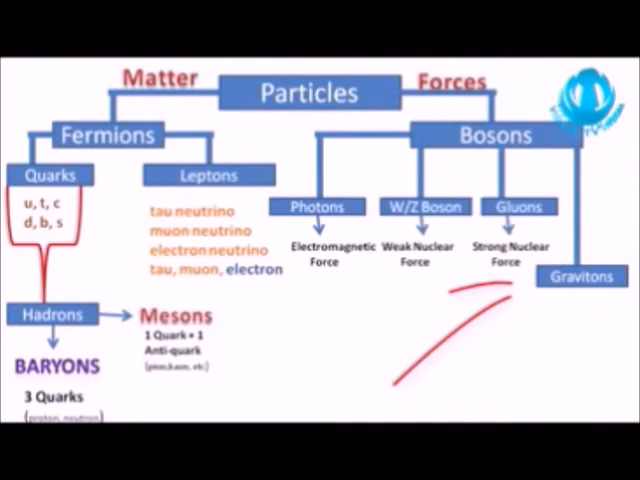 Matter
Particles
Forces
Fermions
Bosons
Quarks
Leptons
u, t, c
d, b, s
tau neutrino
muon neutrino
electron neutrino
tau, muon, electron
Photons
W/Z Boson
Gluons
Electromagnetic
Force
Weak Nuclear
Force
Strong Nuclear
Force
Gravitons
Hadrons
Mesons
1 Quark + 1
Anti-quark
BARYONS
3 Quarks
(proton, neutron)